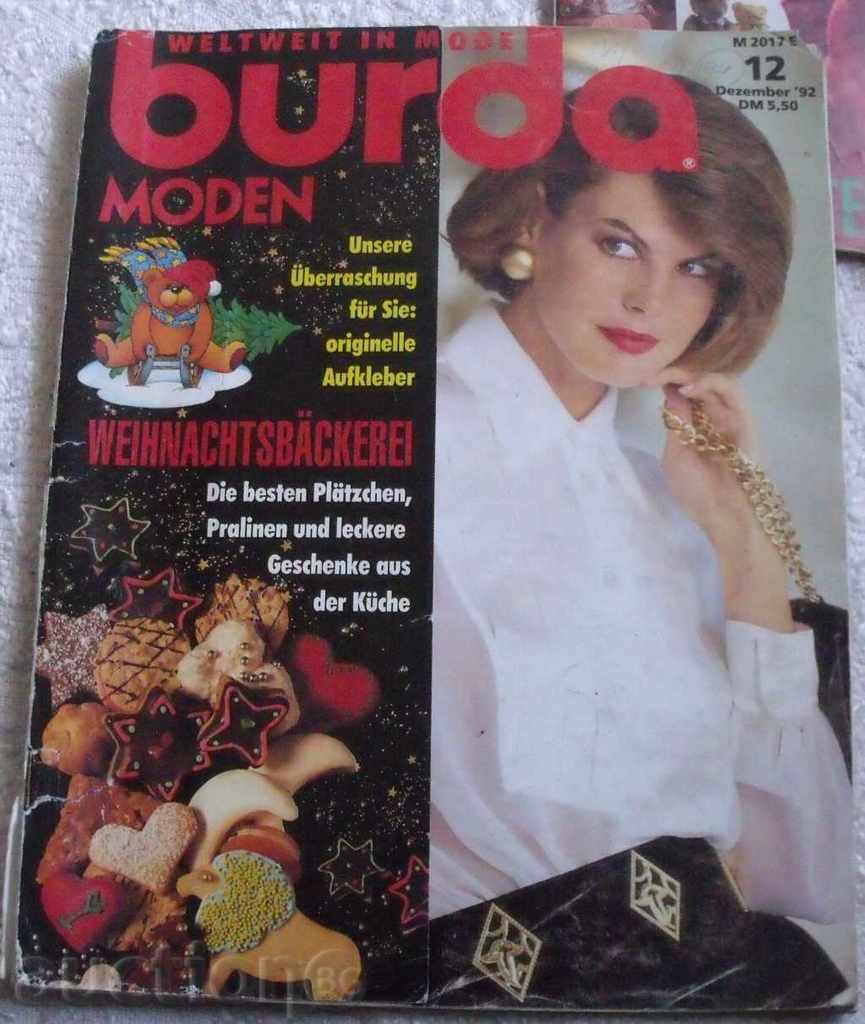 WELTWEIT IN MODE
burda
®
MODEN
M 2017 E
12
Dezember '92
DM 5,50
Unsere
Überraschung
für Sie:
originelle
Aufkleber
WEIHNACHTSBÄCKEREI
Die besten Plätzchen,
Pralinen und leckere
Geschenke aus
der Küche
auctionBG